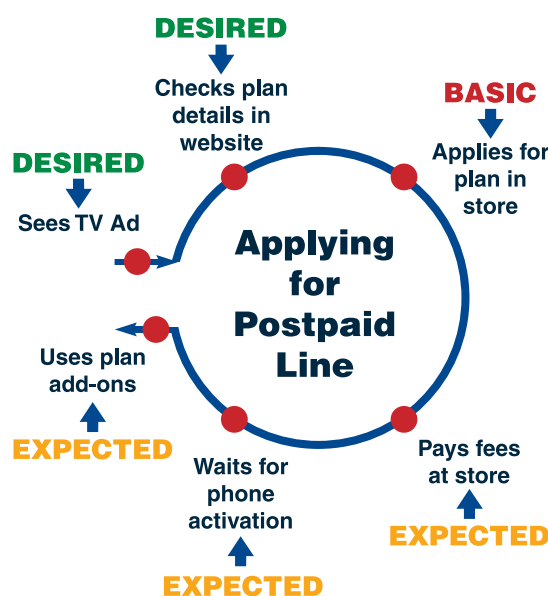 DESIRED
Checks plan
details in
website
BASIC
Applies for
plan in
store
DESIRED
Sees TV Ad
Applying
for
Postpaid
Line
Uses plan
add-ons
EXPECTED
Waits for
phone
activation
EXPECTED
Pays fees
at store
EXPECTED